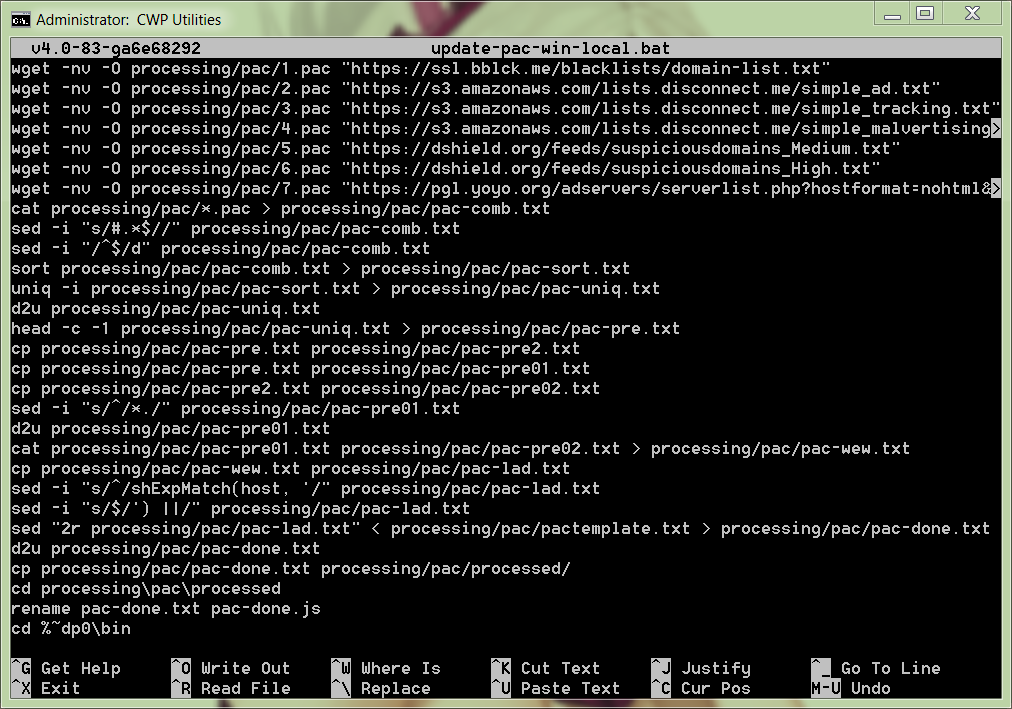 Administrator: CWP Utilities
v4.0-83-ga6e68292 update-pac-win-local.bat
wget -nv -O processing/pac/1.pac "https://ssl.bblck.me/blacklists/domain-list.txt"
wget -nv -O processing/pac/2.pac "https://s3.amazonaws.com/lists.disconnect.me/simple_ad.txt"
wget -nv -O processing/pac/3.pac "https://s3.amazonaws.com/lists.disconnect.me/simple_tracking.txt"
wget -nv -O processing/pac/4.pac "https://s3.amazonaws.com/lists.disconnect.me/simple_malvertising>
wget -nv -O processing/pac/5.pac "https://dshield.org/feeds/suspiciousdomains_Medium.txt"
wget -nv -O processing/pac/6.pac "https://dshield.org/feeds/suspiciousdomains_High.txt"
wget -nv -O processing/pac/7.pac "https://pgl.yoyo.org/adservers/serverlist.php?hostformat=nohtml&>
cat processing/pac/*.pac > processing/pac/pac-comb.txt
sed -i "s/#.*$//" processing/pac/pac-comb.txt
sed -i "/^$/d" processing/pac/pac-comb.txt
sort processing/pac/pac-comb.txt > processing/pac/pac-sort.txt
uniq -i processing/pac/pac-sort.txt > processing/pac/pac-uniq.txt
d2u processing/pac/pac-uniq.txt
head -c -1 processing/pac/pac-uniq.txt > processing/pac/pac-pre.txt
cp processing/pac/pac-pre.txt processing/pac/pac-pre2.txt
cp processing/pac/pac-pre.txt processing/pac/pac-pre01.txt
cp processing/pac/pac-pre2.txt processing/pac/pac-pre02.txt
sed -i "s/^/*./" processing/pac/pac-pre01.txt
d2u processing/pac/pac-pre01.txt
cat processing/pac/pac-pre01.txt processing/pac/pac-pre02.txt > processing/pac/pac-wew.txt
cp processing/pac/pac-wew.txt processing/pac/pac-lad.txt
sed -i "s/^/shExpMatch(host, '/" processing/pac/pac-lad.txt
sed -i "s/$/') ||/" processing/pac/pac-lad.txt
sed "2r processing/pac/pac-lad.txt" < processing/pac/pactemplate.txt > processing/pac/pac-done.txt
d2u processing/pac/pac-done.txt
cp processing/pac/pac-done.txt processing/pac/processed/
cd processing\pac\processed
rename pac-done.txt pac-done.js
cd %~dp0\bin
^G Get Help ^O Write Out ^W Where Is ^K Cut Text ^J Justify ^_ Go To Line
^X Exit ^R Read File ^\ Replace ^U Paste Text ^C Cur Pos M-U Undo